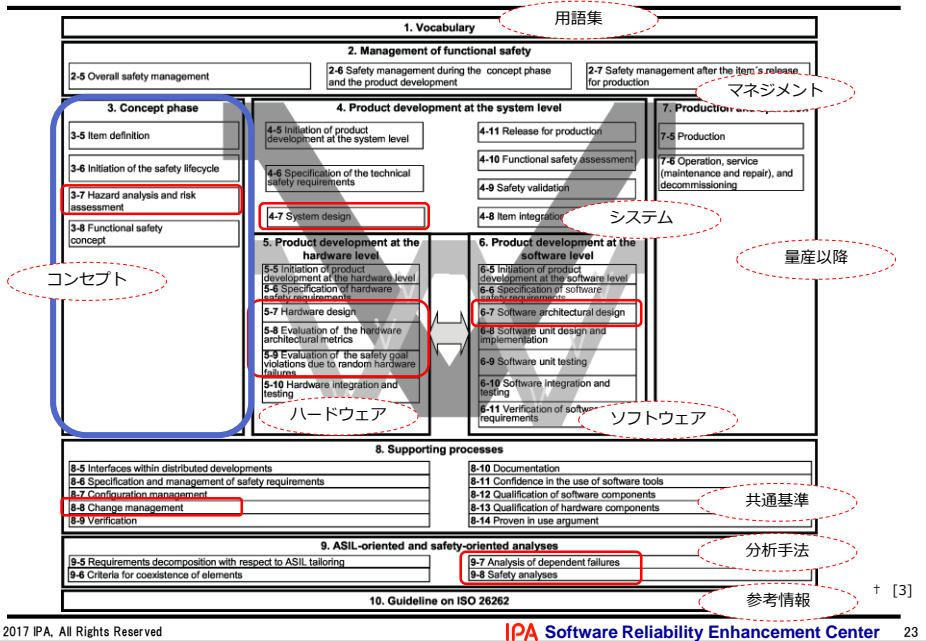 1. Vocabulary
用語集
2. Management of functional safety
2-5 Overall safety management
2-6 Safety management during the concept phase
and the product development
2-7 Safety management after the item´s release
for production
マネジメント
3. Concept phase
3-5 Item definition
3-6 Initiation of the safety lifecycle
3-7 Hazard analysis and risk
assessment
3-8 Functional safety
concept
コンセプト
4. Product development at the system level
4-5 Initiation of product
development at the system level
4-6 Specification of the technical
safety requirements
4-7 System design
4-11 Release for production
4-10 Functional safety assessment
4-9 Safety validation
4-8 Item integration
システム
7. Production
7-5 Production
7-6 Operation, service
(maintenance and repair), and
decommissioning
量産以降
5. Product development at the
hardware level
5-5 Initiation of product
development at the hardware level
5-6 Specification of hardware
safety requirements
5-7 Hardware design
5-8 Evaluation of the hardware
architectural metrics
5-9 Evaluation of the safety goal
violations due to random hardware
failures
5-10 Hardware integration and
testing
ハードウェア
6. Product development at the
software level
6-5 Initiation of product
development at the software level
6-6 Specification of software
safety requirements
6-7 Software architectural design
6-8 Software unit design and
implementation
6-9 Software unit testing
6-10 Software integration and
testing
6-11 Verification of software
requirements
ソフトウェア
8. Supporting processes
8-5 Interfaces within distributed developments
8-6 Specification and management of safety requirements
8-7 Configuration management
8-8 Change management
8-9 Verification
8-10 Documentation
8-11 Confidence in the use of software tools
8-12 Qualification of software components
8-13 Qualification of hardware components
8-14 Proven in use argument
共通基準
9. ASIL-oriented and safety-oriented analyses
9-5 Requirements decomposition with respect to ASIL tailoring
9-6 Criteria for coexistence of elements
9-7 Analysis of dependent failures
9-8 Safety analyses
分析手法
10. Guideline on ISO 26262
参考情報
† [3]
2017 IPA, All Rights Reserved
IPA Software Reliability Enhancement Center 23